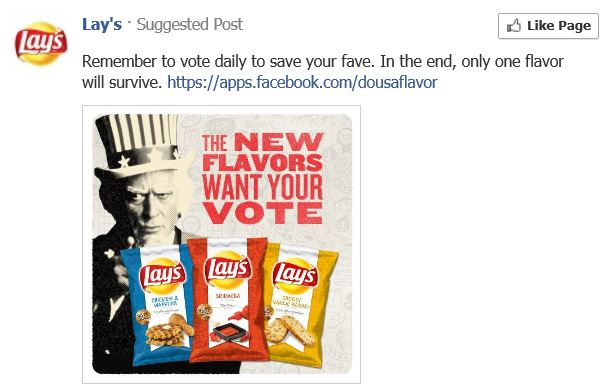 Lay's · Suggested Post
Like Page
Lay's
Remember to vote daily to save your fave. In the end, only one flavor
will survive. https://apps.facebook.com/dousaflavor
THE NEW
FLAVORS
WANT YOUR
VOTE
Lay's
CHICKEN &
WAFFLES
Lay's
SRIRACHA
Lay's
CHEESY
GARLIC BREAD